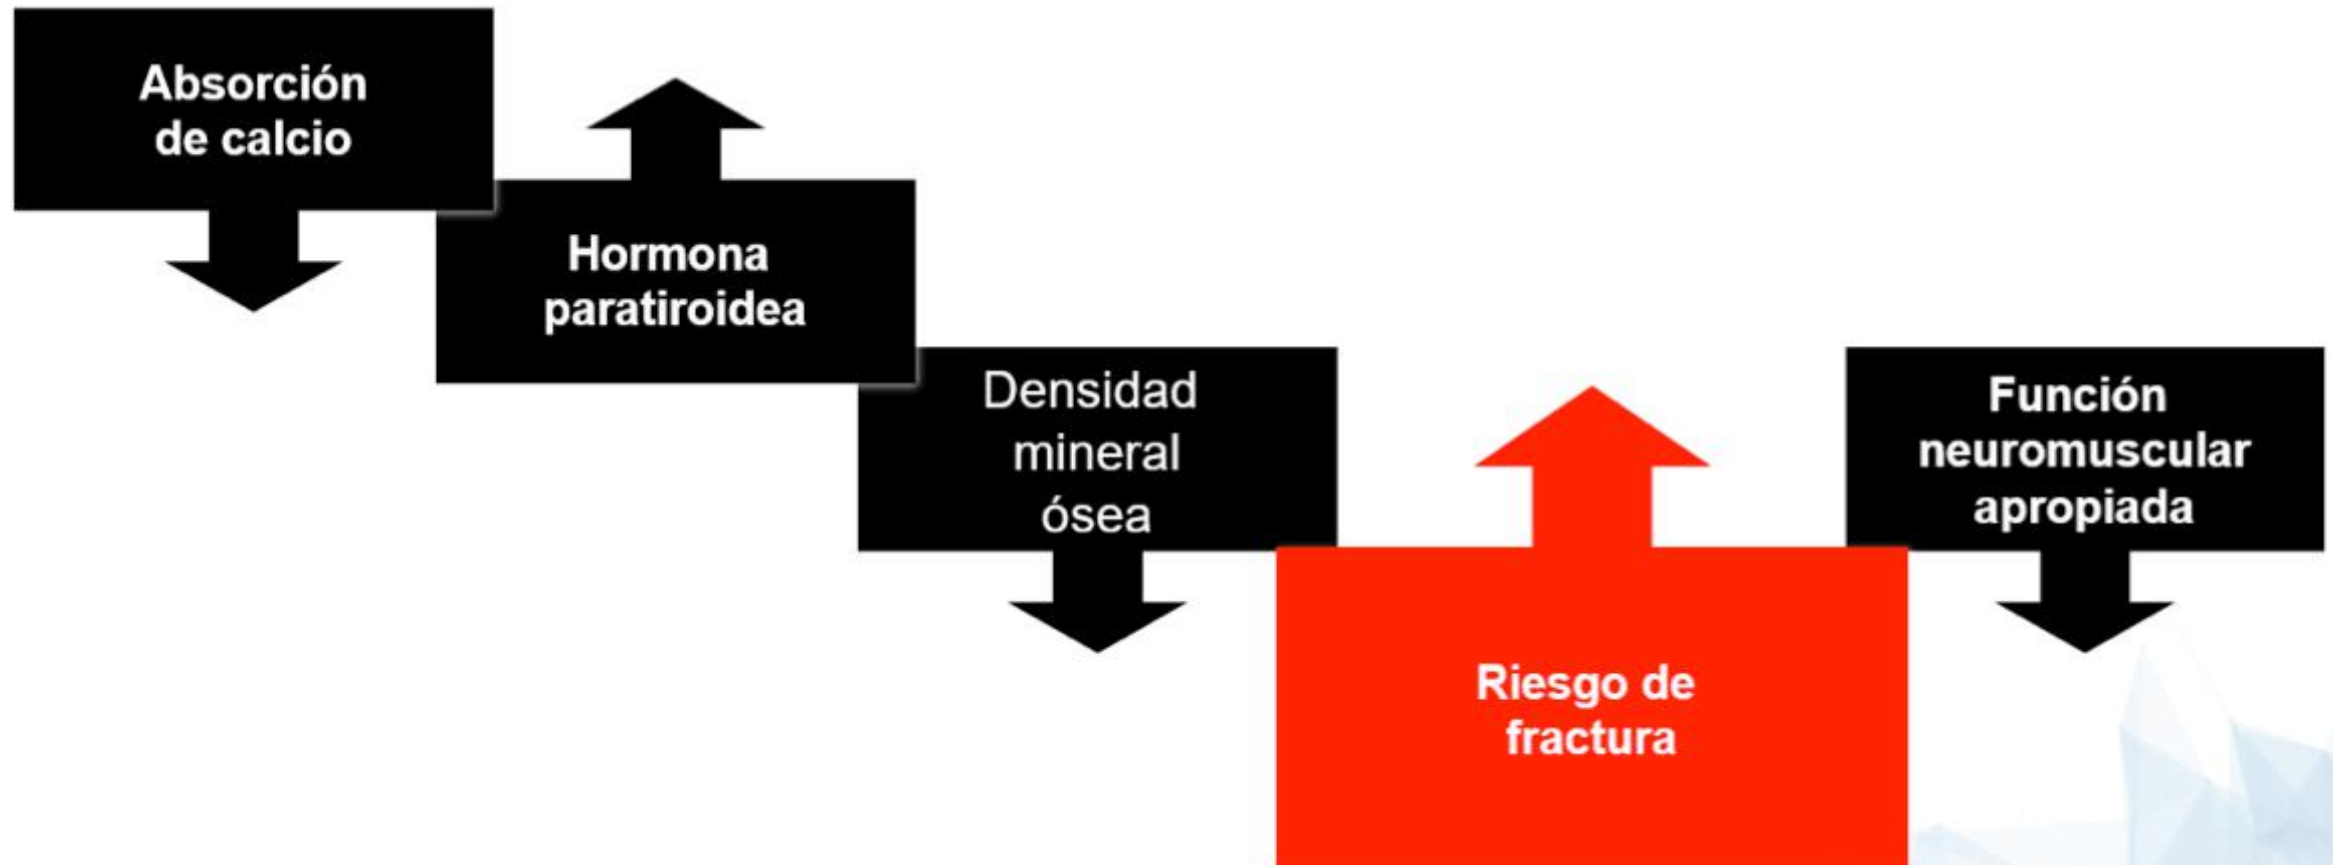 Absorción
de calcio
Hormona
paratiroidea
Densidad
mineral
ósea
Riesgo de
fractura
Función
neuromuscular
apropiada